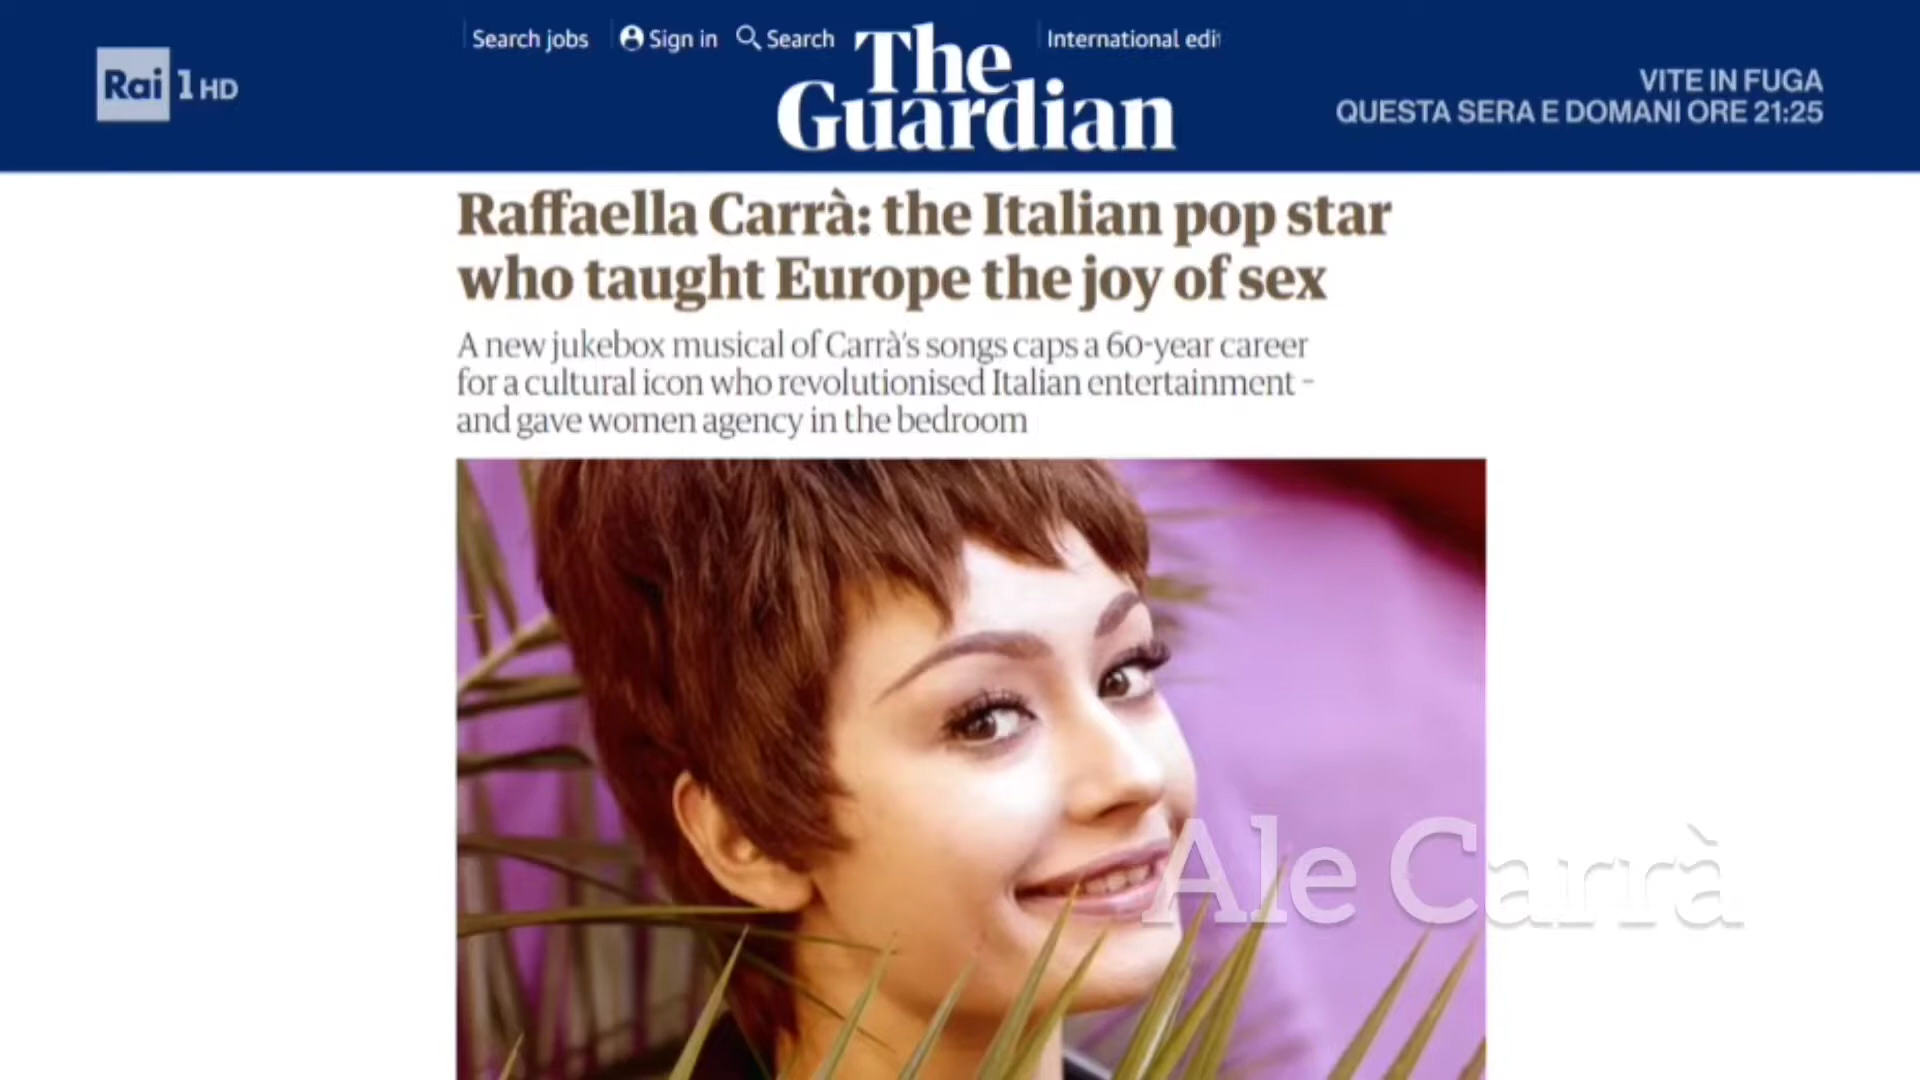 Search jobs
Sign in
Search
The
Guardian
International edi
Rai 1 HD
VITE IN FUGA
QUESTA SERA E DOMANI ORE 21:25
Raffaella Carrà: the Italian pop star
who taught Europe the joy of sex
A new jukebox musical of Carrà's songs caps a 60-year career
for a cultural icon who revolutionised Italian entertainment –
and gave women agency in the bedroom
Ale Carrà